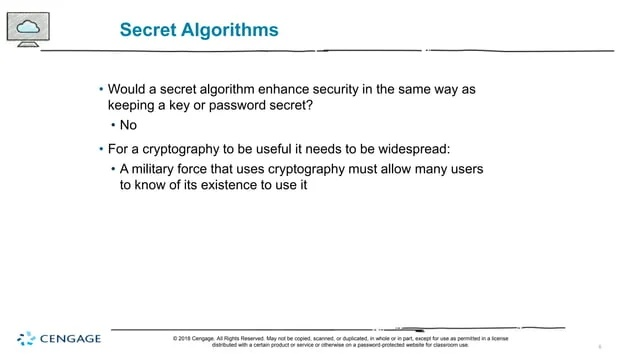 Secret Algorithms
• Would a secret algorithm enhance security in the same way as
keeping a key or password secret?
• No
• For a cryptography to be useful it needs to be widespread:
• A military force that uses cryptography must allow many users
to know of its existence to use it
CENGAGE
© 2018 Cengage. All Rights Reserved. May not be copied, scanned, or duplicated, in whole or in part, except for use as permitted in a license
distributed with a certain product or service or otherwise on a password-protected website for classroom use.
6